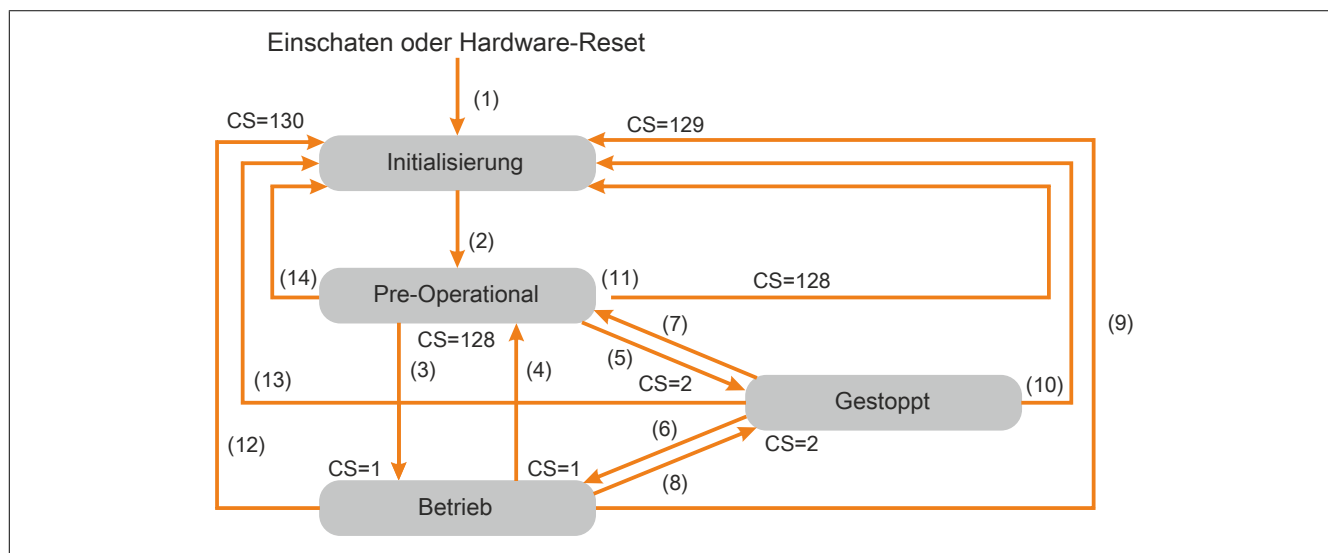 Einschaten oder Hardware-Reset
(1)
CS=130
CS=129
Initialisierung
(2)
(14)
Pre-Operational
(11)
CS=128
CS=128
(3)
(4)
(5)
(7)
(9)
(13)
CS=2
Gestoppt
(10)
(12)
(6)
CS=2
CS=1
CS=1
(8)
Betrieb